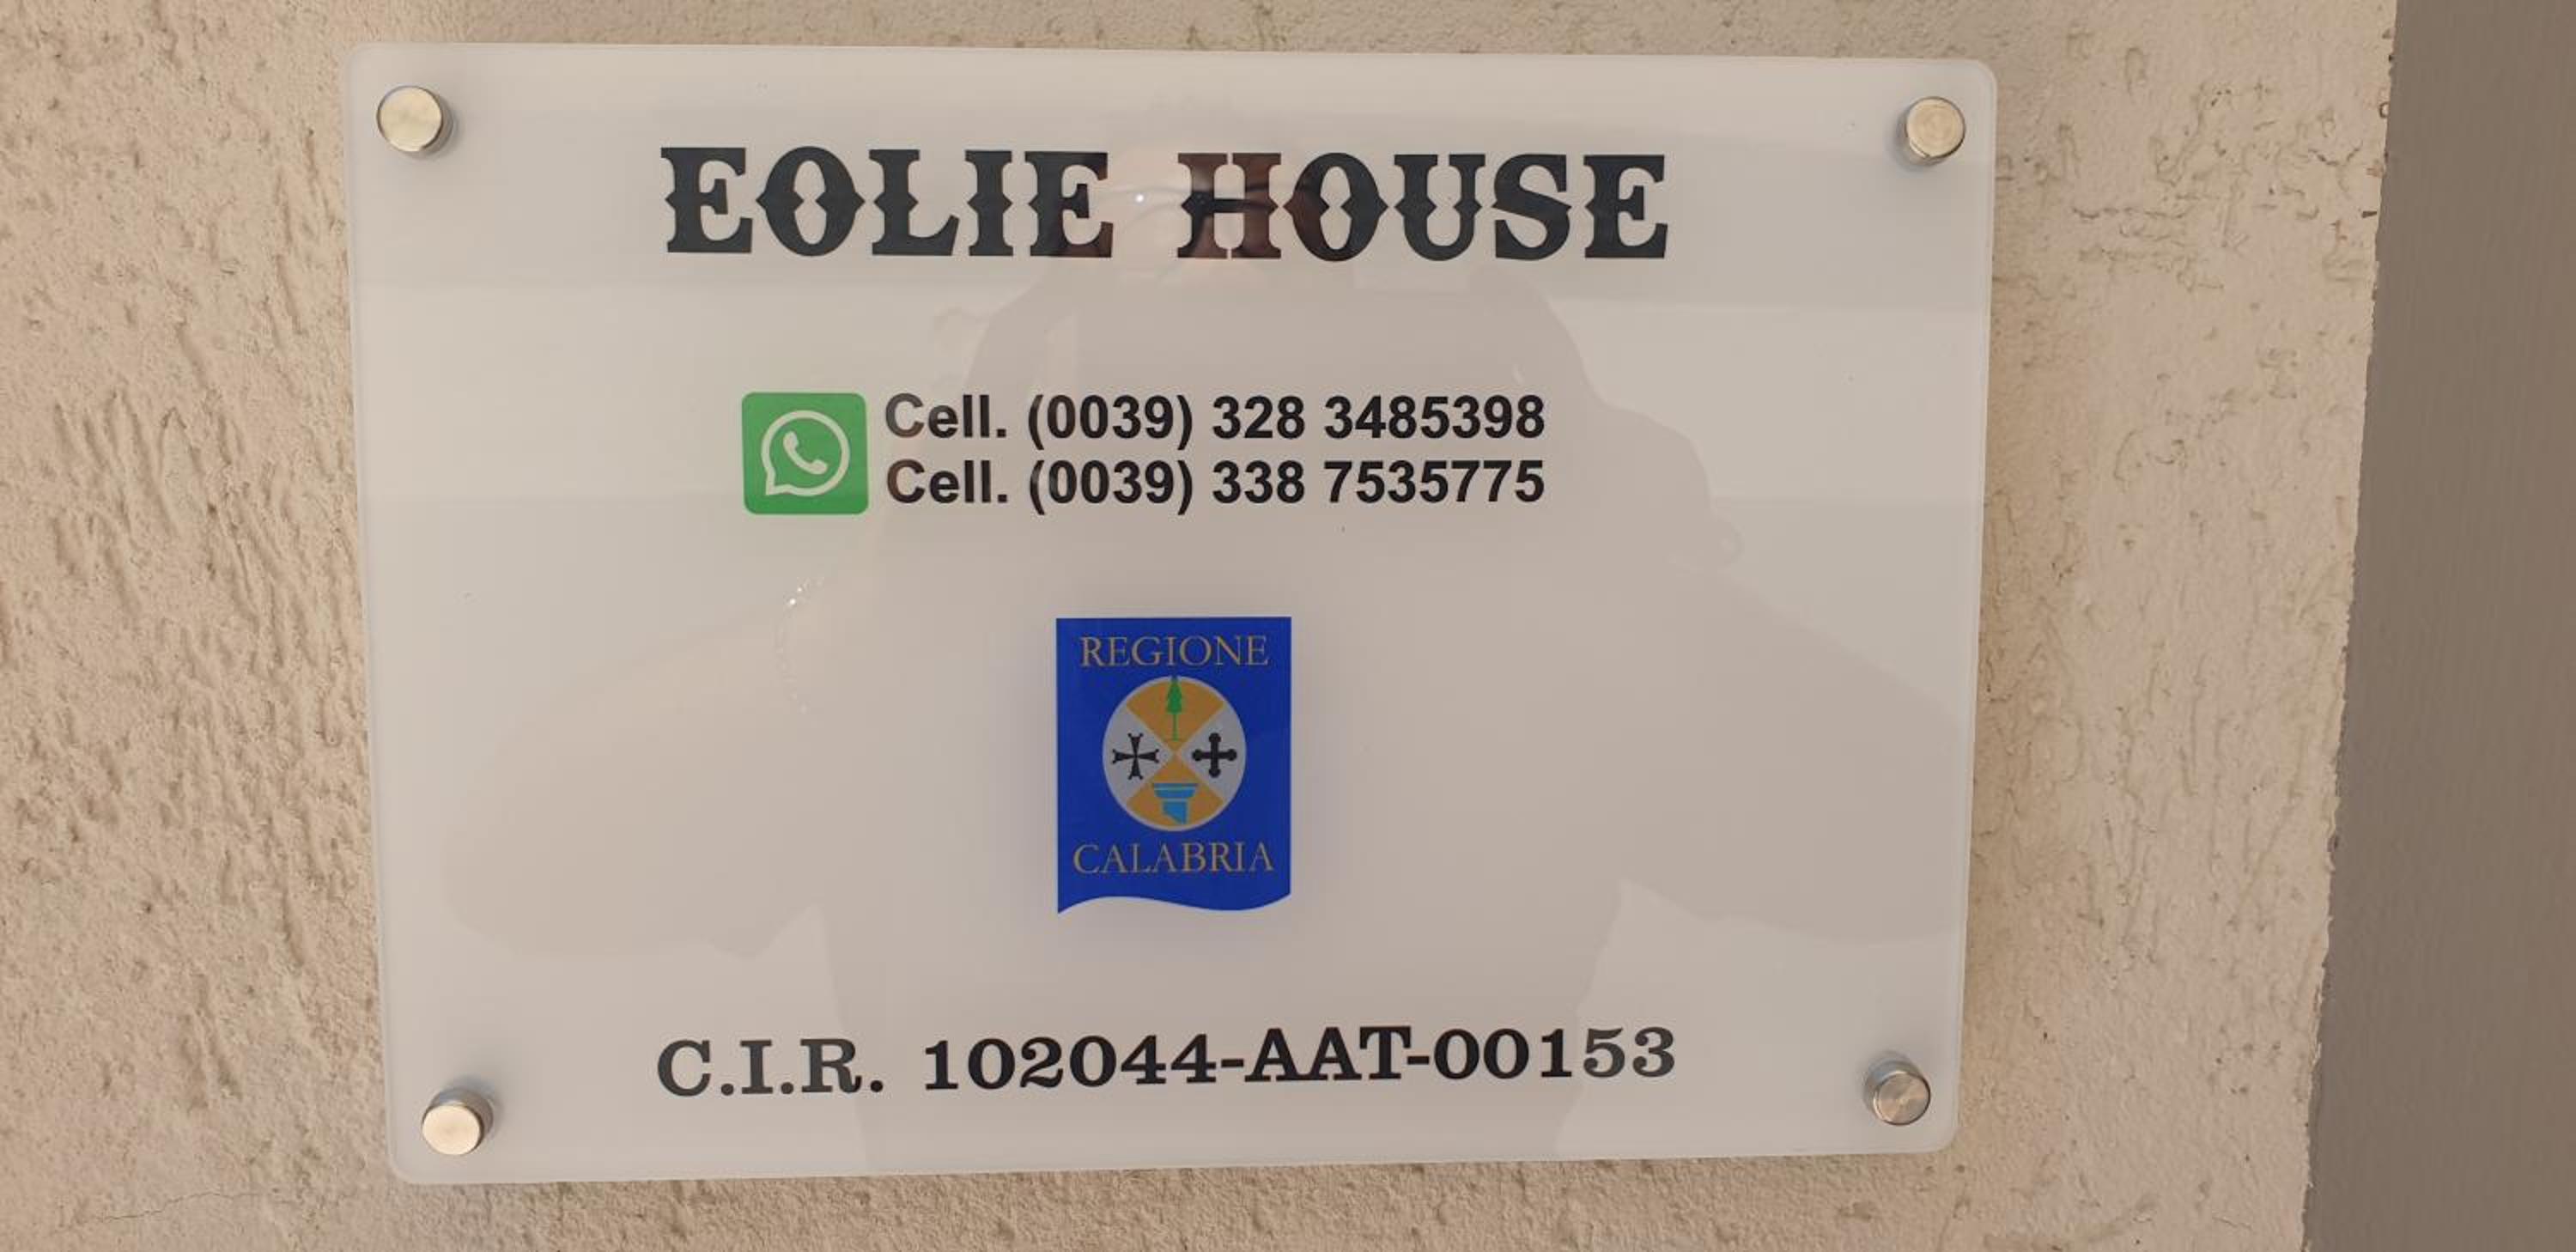 EOLIE HOUSE
Cell. (0039) 328 3485398
Cell. (0039) 338 7535775
REGIONE
CALABRIA
C.I.R. 102044-AAT-00153